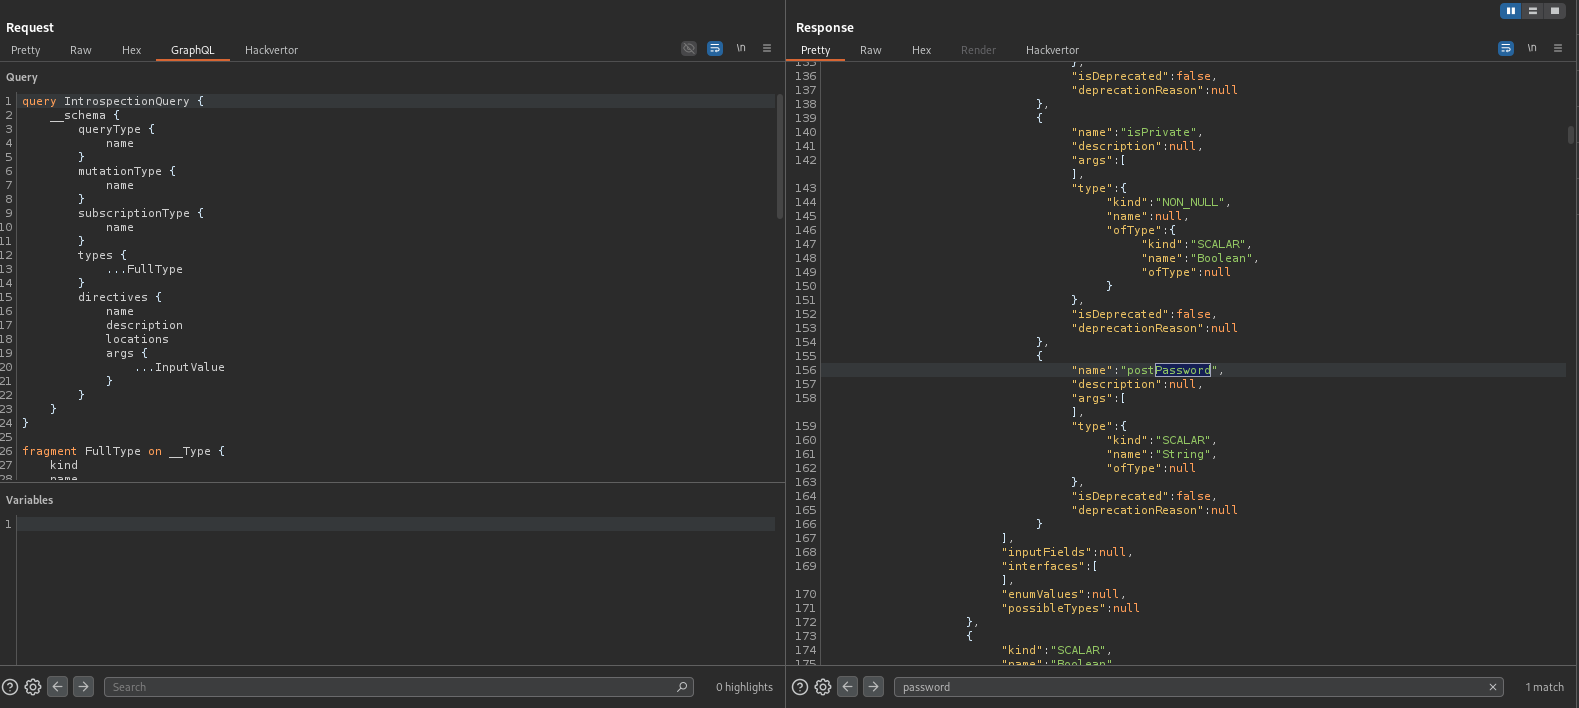 Request
Pretty Raw Hex GraphQL Hackvertor \n
Query
1 query IntrospectionQuery {
2 __schema {
3 queryType {
4 name
5 }
6 mutationType {
7 name
8 }
9 subscriptionType {
10 name
11 }
12 types {
13 ...FullType
14 }
15 directives {
16 name
17 description
18 locations
19 args {
20 ...InputValue
21 }
22 }
23 }
24 }
25
26 fragment FullType on __Type {
27 kind
28 name
Variables
1
Search
0 highlights
Response
Pretty Raw Hex Render Hackvertor \n
135 },
136 "isDeprecated":false,
137 "deprecationReason":null
138 },
139 {
140 "name":"isPrivate",
141 "description":null,
142 "args":[
],
143 "type":{
144 "kind":"NON_NULL",
145 "name":null,
146 "ofType":{
147 "kind":"SCALAR",
148 "name":"Boolean",
149 "ofType":null
150 }
151 },
152 "isDeprecated":false,
153 "deprecationReason":null
154 },
155 {
156 "name":"postPassword",
157 "description":null,
158 "args":[
],
159 "type":{
160 "kind":"SCALAR",
161 "name":"String",
162 "ofType":null
163 },
164 "isDeprecated":false,
165 "deprecationReason":null
166 }
167 ],
168 "inputFields":null,
169 "interfaces":[
],
170 "enumValues":null,
171 "possibleTypes":null
172 },
173 {
174 "kind":"SCALAR",
175 "name":"Boolean"
password
1 match